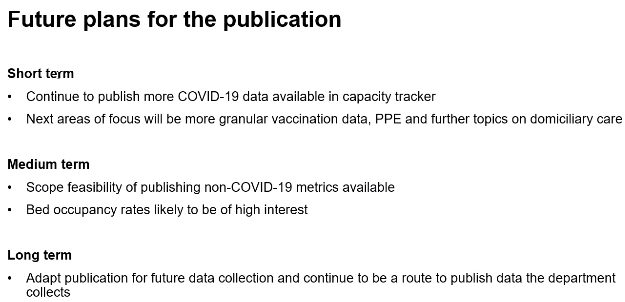 Future plans for the publication
Short term
• Continue to publish more COVID-19 data available in capacity tracker
• Next areas of focus will be more granular vaccination data, PPE and further topics on domiciliary care
Medium term
• Scope feasibility of publishing non-COVID-19 metrics available
• Bed occupancy rates likely to be of high interest
Long term
• Adapt publication for future data collection and continue to be a route to publish data the department
collects